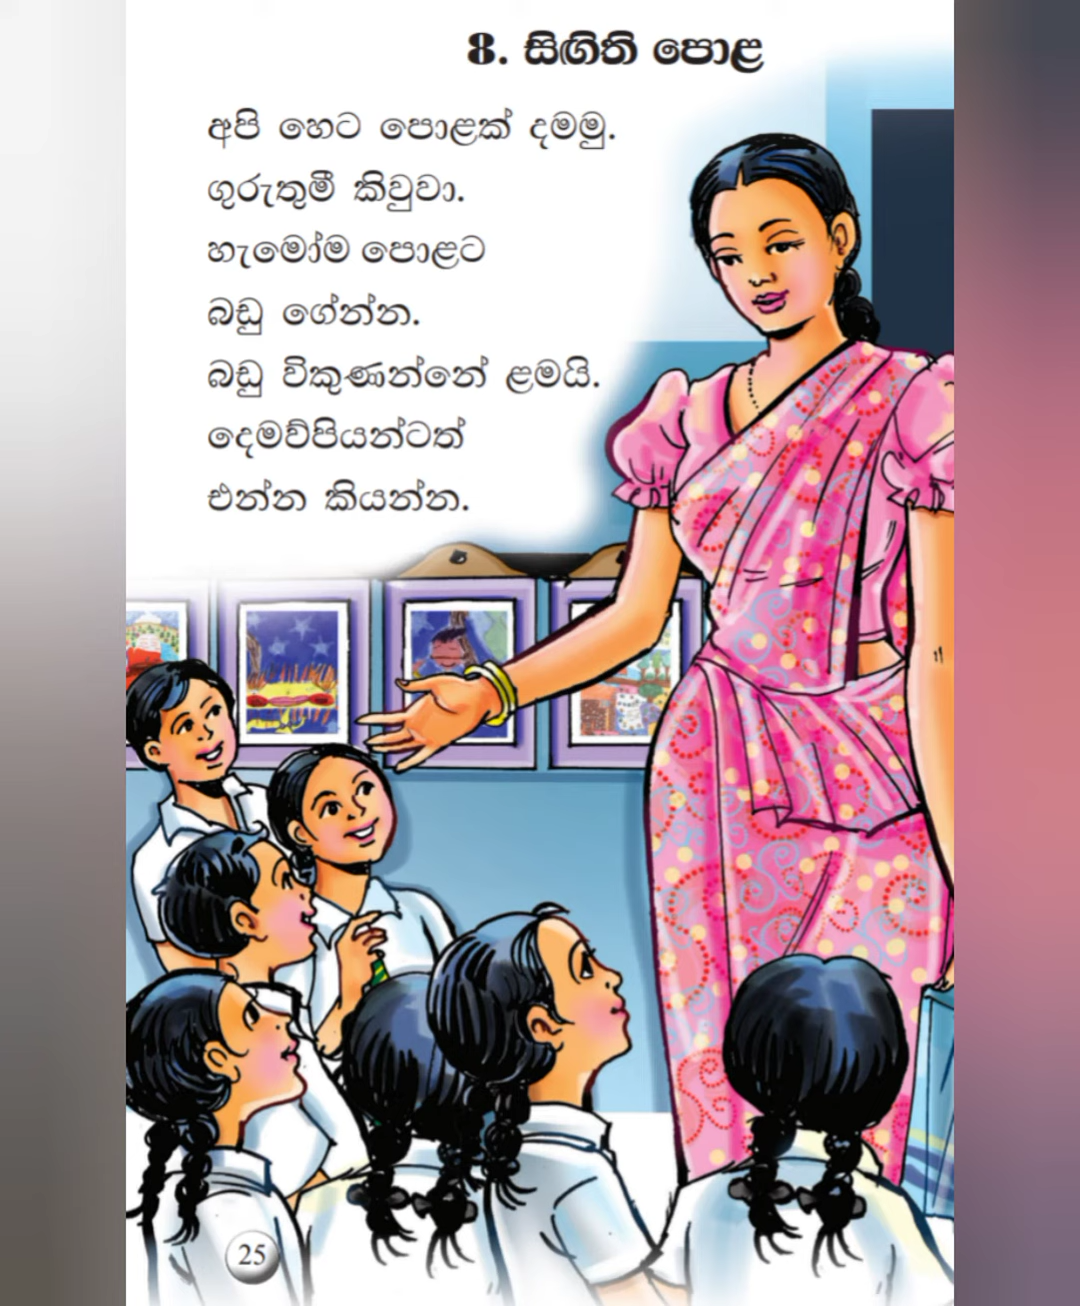 8. සිඟිති පොළ
අපි හෙට පොළක් දමමු.
ගුරුතුමී කිවුවා.
හැමෝම පොළට
බඩු ගේන්න.
බඩු විකුණන්නේ ළමයි.
දෙමව්පියන්ටත්
එන්න කියන්න.
25